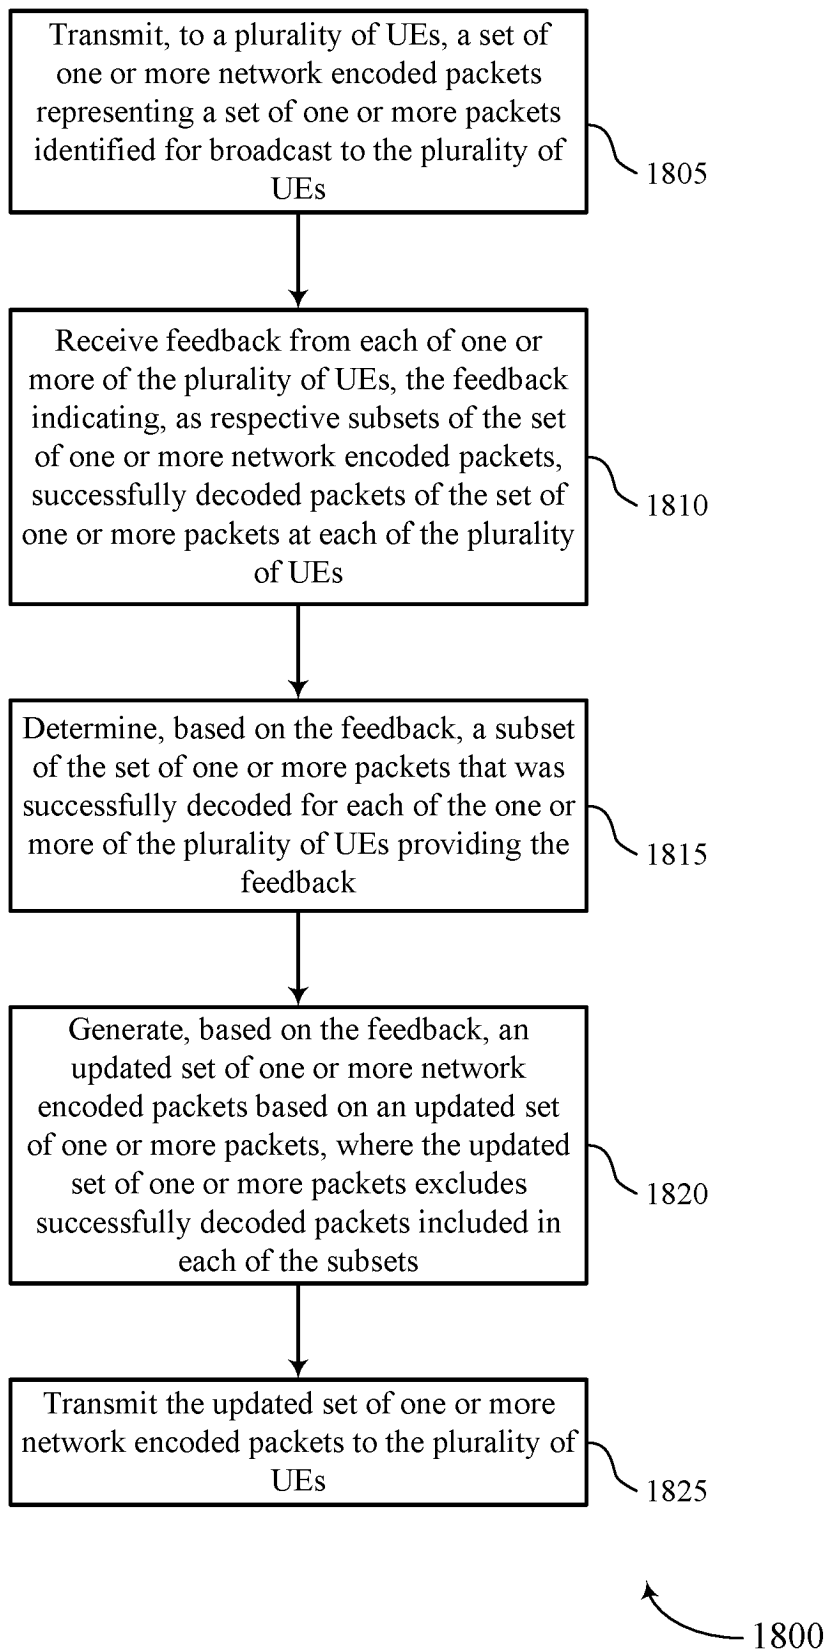 Transmit, to a plurality of UEs, a set of
one or more network encoded packets
representing a set of one or more packets
identified for broadcast to the plurality of
UEs
1805
Receive feedback from each of one or
more of the plurality of UEs, the feedback
indicating, as respective subsets of the set
of one or more network encoded packets,
successfully decoded packets of the set of
one or more packets at each of the plurality
of UEs
1810
Determine, based on the feedback, a subset
of the set of one or more packets that was
successfully decoded for each of the one or
more of the plurality of UEs providing the
feedback
1815
Generate, based on the feedback, an
updated set of one or more network
encoded packets based on an updated set
of one or more packets, where the updated
set of one or more packets excludes
successfully decoded packets included in
each of the subsets
1820
Transmit the updated set of one or more
network encoded packets to the plurality of
UEs
1825
1800